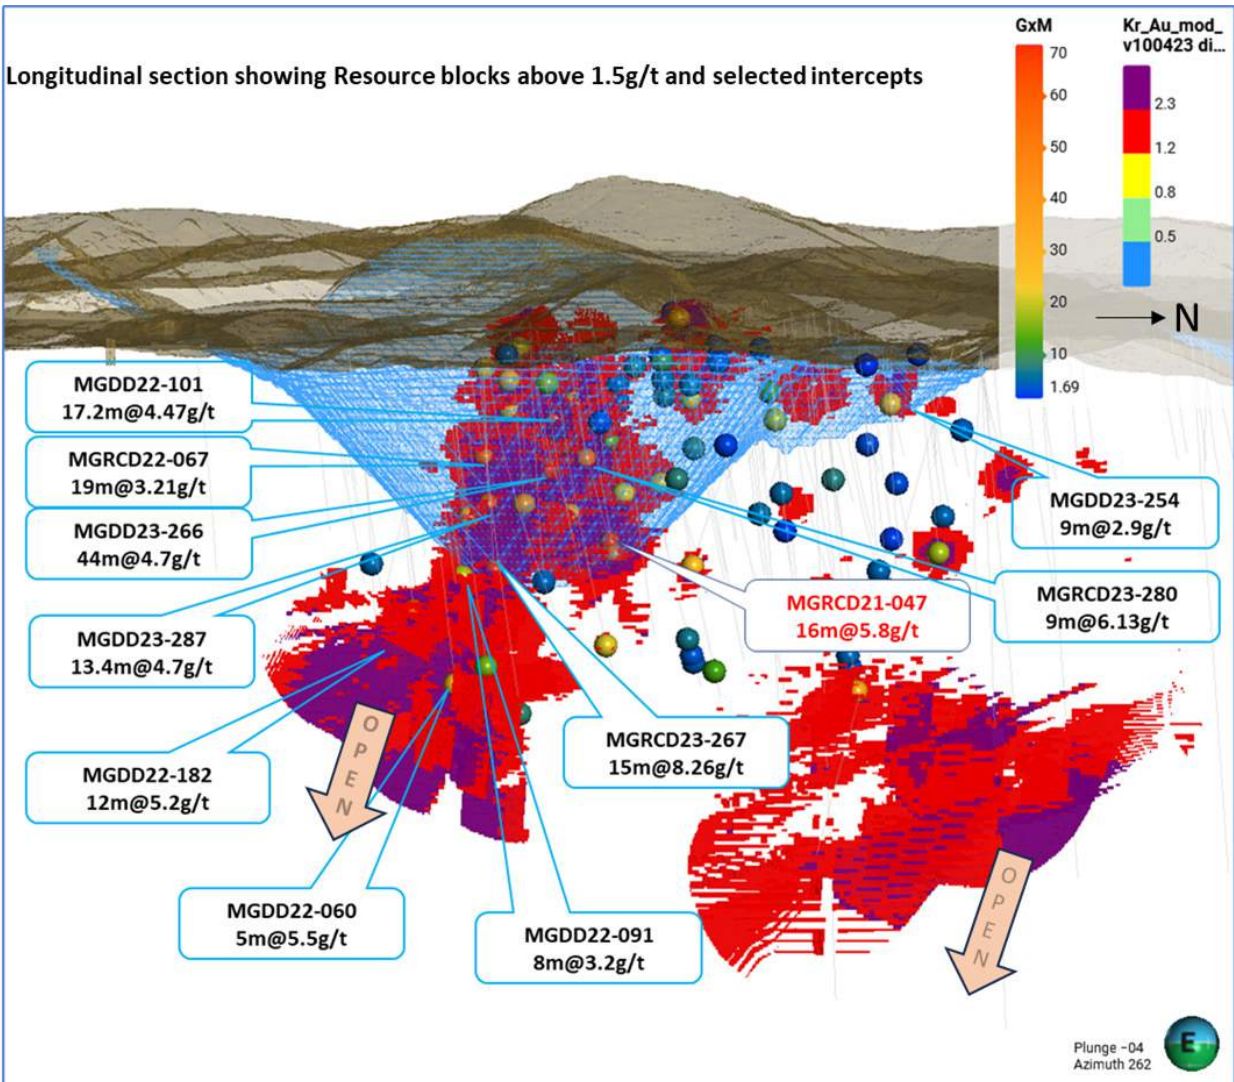 Longitudinal section showing Resource blocks above 1.5g/t and selected intercepts
GxM
70
60
50
40
30
20
10
1.69
Kr_Au_mod_
v100423 di...
2.3
1.2
0.8
0.5
N
MGDD22-101
17.2m@4.47g/t
MGRCD22-067
19m@3.21g/t
MGDD23-266
44m@4.7g/t
MGDD23-287
13.4m@4.7g/t
MGDD22-182
12m@5.2g/t
MGDD22-060
5m@5.5g/t
MGDD22-091
8m@3.2g/t
MGRCD23-267
15m@8.26g/t
MGRCD21-047
16m@5.8g/t
MGDD23-254
9m@2.9g/t
MGRCD23-280
9m@6.13g/t
OPEN
OPEN
Plunge -04
Azimuth 262
E